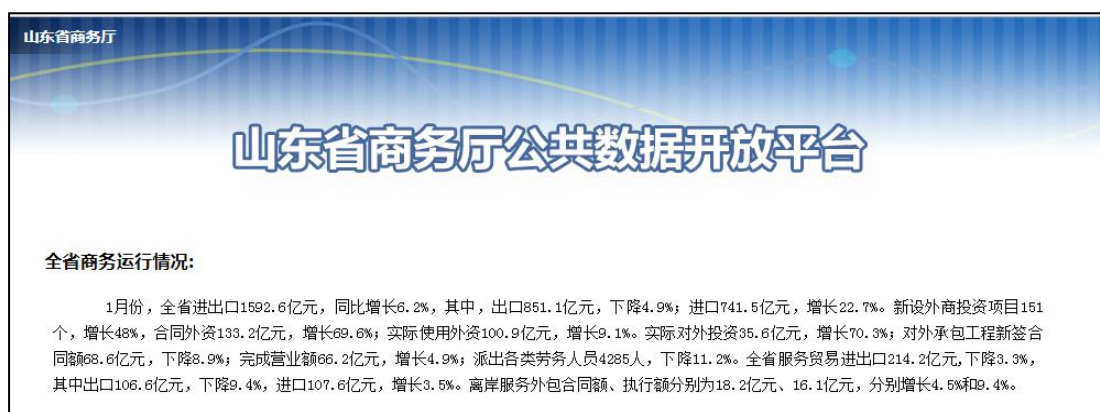 山东省商务厅
山东省商务厅公共数据开放平台
全省商务运行情况:
1月份，全省进出口1592.6亿元，同比增长6.2%，其中，出口851.1亿元，下降4.9%；进口741.5亿元，增长22.7%。新设外商投资项目151
个，增长48%，合同外资133.2亿元，增长69.6%；实际使用外资100.9亿元，增长9.1%。实际对外投资35.6亿元，增长70.3%；对外承包工程新签合
同额68.6亿元，下降8.9%；完成营业额66.2亿元，增长4.9%；派出各类劳务人员4285人，下降11.2%。全省服务贸易进出口214.2亿元,下降3.3%，
其中出口106.6亿元，下降9.4%，进口107.6亿元，增长3.5%。离岸服务外包合同额、执行额分别为18.2亿元、16.1亿元，分别增长4.5%和9.4%。